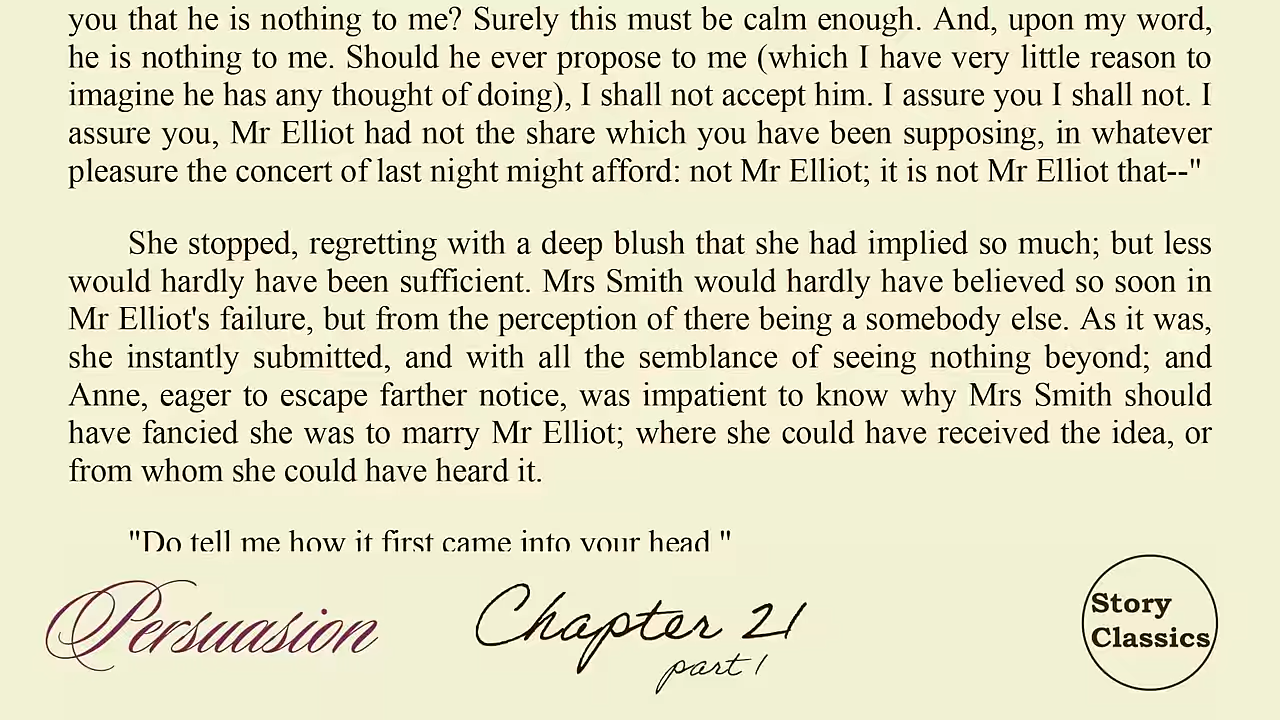 you that he is nothing to me? Surely this must be calm enough. And, upon my word,
he is nothing to me. Should he ever propose to me (which I have very little reason to
imagine he has any thought of doing), I shall not accept him. I assure you I shall not. I
assure you, Mr Elliot had not the share which you have been supposing, in whatever
pleasure the concert of last night might afford: not Mr Elliot; it is not Mr Elliot that--"
She stopped, regretting with a deep blush that she had implied so much; but less
would hardly have been sufficient. Mrs Smith would hardly have believed so soon in
Mr Elliot's failure, but from the perception of there being a somebody else. As it was,
she instantly submitted, and with all the semblance of seeing nothing beyond; and
Anne, eager to escape farther notice, was impatient to know why Mrs Smith should
have fancied she was to marry Mr Elliot; where she could have received the idea, or
from whom she could have heard it.
"Do tell me how it first came into your head."
Persuasion
Chapter 21
part 1
Story
Classics